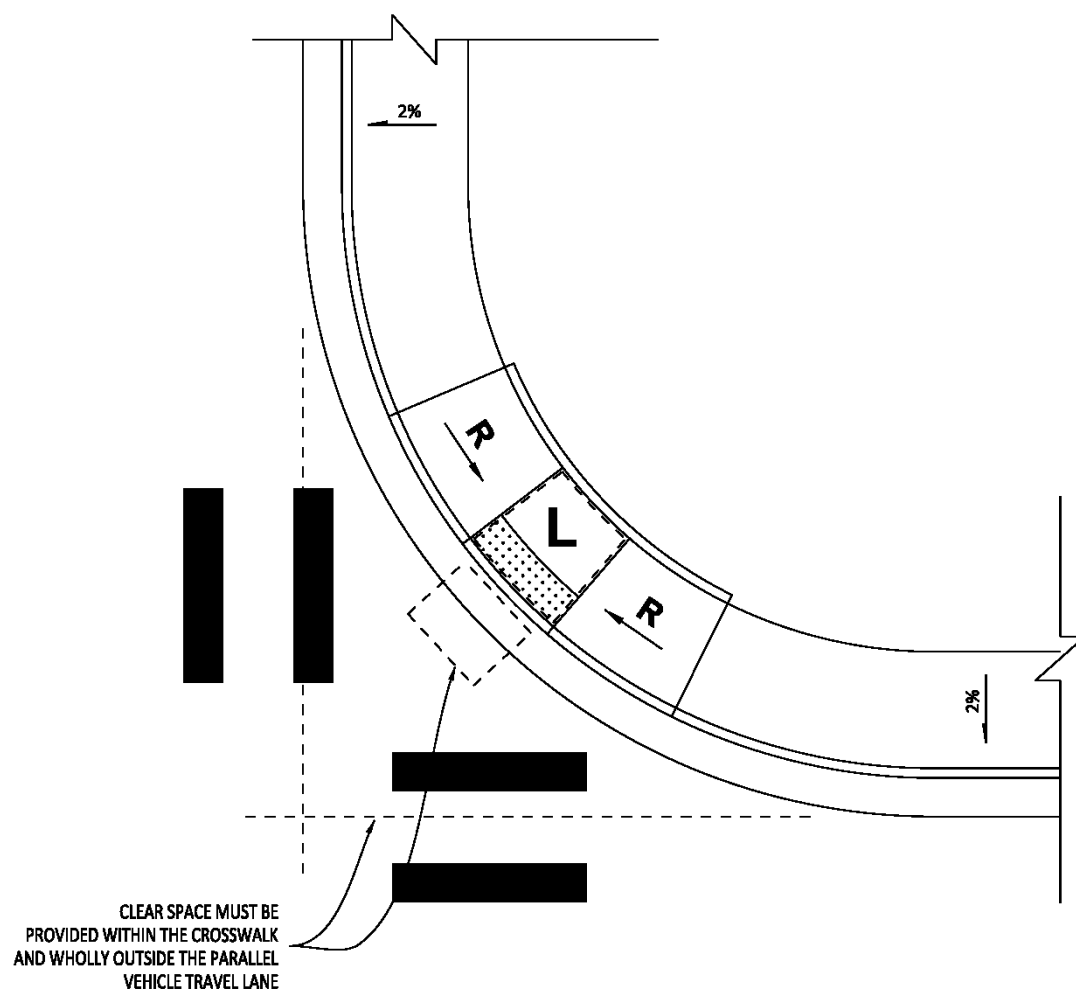 2%
R
L
R
2%
CLEAR SPACE MUST BE
PROVIDED WITHIN THE CROSSWALK
AND WHOLLY OUTSIDE THE PARALLEL
VEHICLE TRAVEL LANE